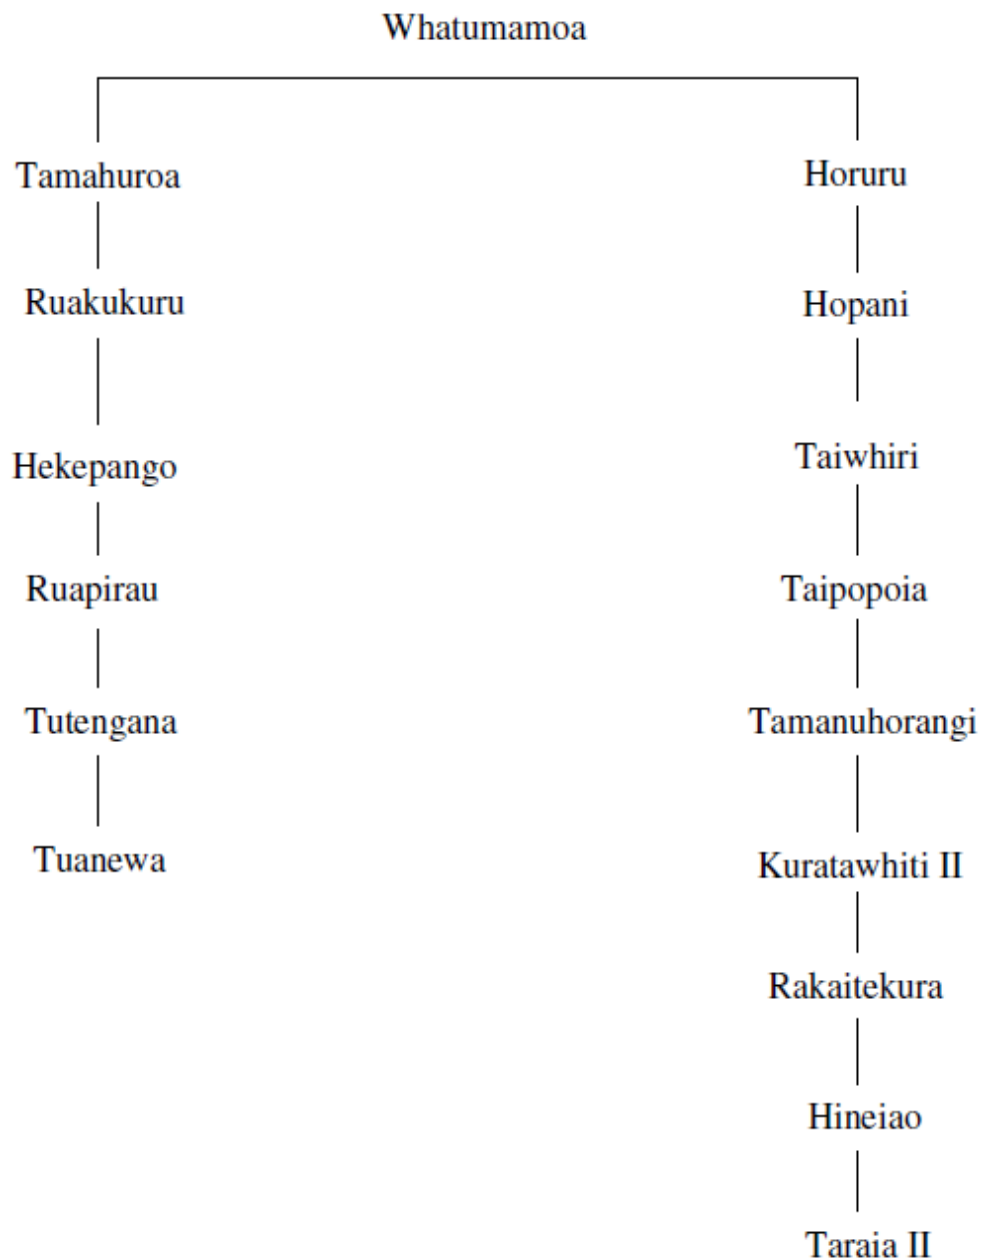 Whatumamoa
Tamahuroa
Horuru
Ruakukuru
Hopani
Hekepango
Taiwhiri
Ruapirau
Taipopoia
Tutengana
Tamanuhorangi
Tuanewa
Kuratawhiti II
Rakaitekura
Hineiao
Taraia II